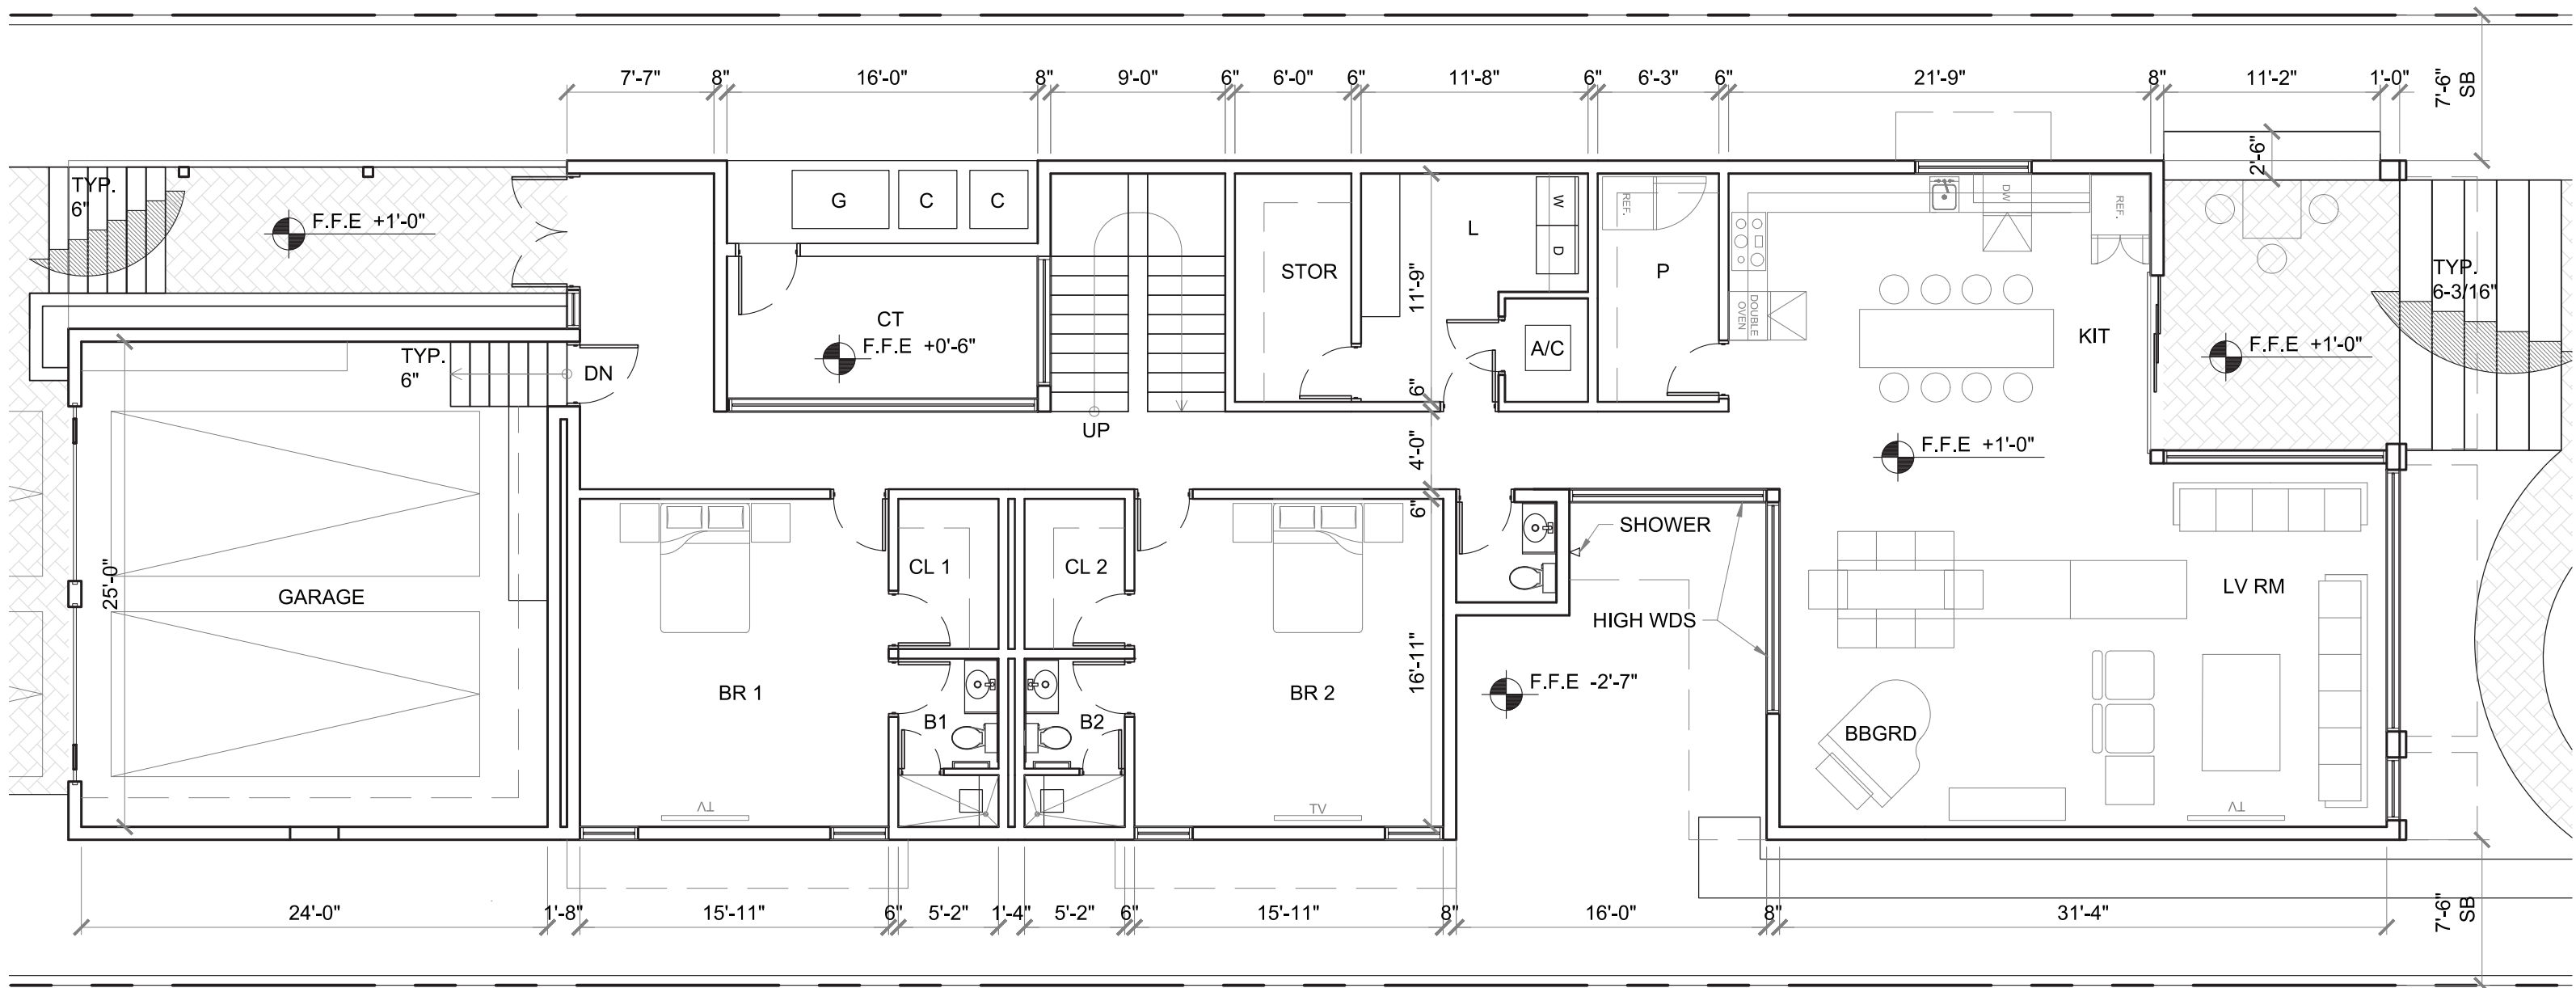 7'-7"
8"
16'-0"
8"
9'-0"
6"
6'-0"
6"
11'-8"
6"
6'-3"
6"
21'-9"
8"
11'-2"
1'-0"
7'-6"
SB
2'-6"
TYP.
6"
F.F.E +1'-0"
G
C
C
STOR
L
W
D
REF.
P
DW
REF.
DOUBLE
OVEN
KIT
TYP.
6-3/16"
F.F.E +1'-0"
11'-9"
A/C
CT
F.F.E +0'-6"
TYP.
6"
DN
UP
6"
4'-0"
6"
F.F.E +1'-0"
SHOWER
25'-0"
GARAGE
CL 1
CL 2
HIGH WDS
LV RM
BR 1
B1
B2
BR 2
16'-11"
F.F.E -2'-7"
BBGRD
TV
TV
TV
24'-0"
1'-8"
15'-11"
6"
5'-2"
1'-4"
5'-2"
6"
15'-11"
8"
16'-0"
8"
31'-4"
7'-6"
SB